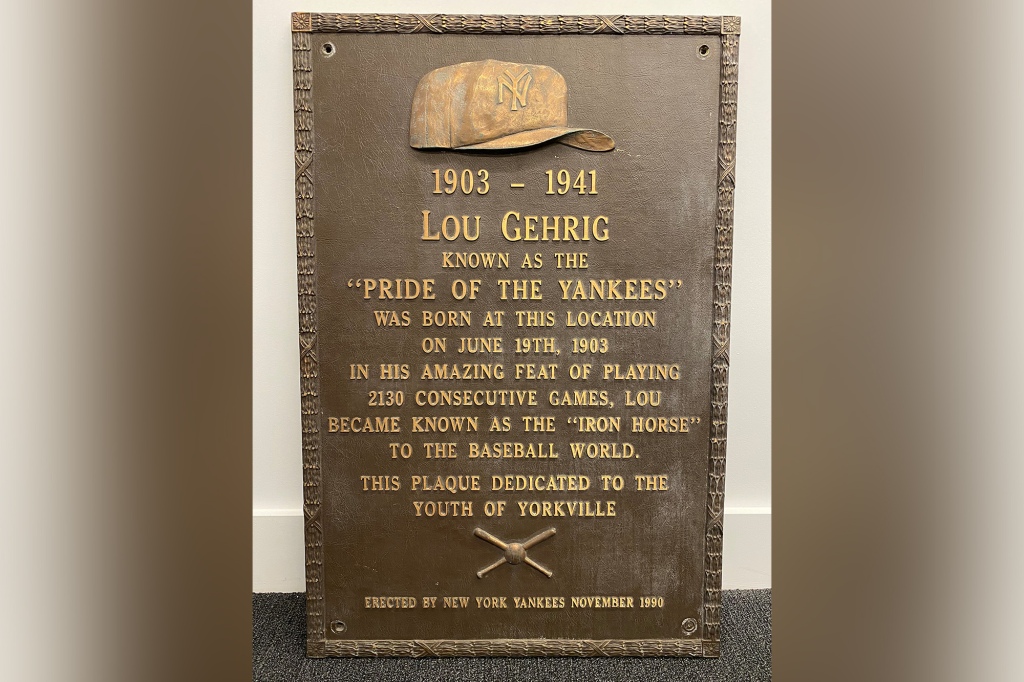 NY
1903 – 1941
LOU GEHRIG
KNOWN AS THE
“PRIDE OF THE YANKEES”
WAS BORN AT THIS LOCATION
ON JUNE 19TH, 1903
IN HIS AMAZING FEAT OF PLAYING
2130 CONSECUTIVE GAMES, LOU
BECAME KNOWN AS THE “IRON HORSE”
TO THE BASEBALL WORLD.
THIS PLAQUE DEDICATED TO THE
YOUTH OF YORKVILLE
ERECTED BY NEW YORK YANKEES NOVEMBER 1990